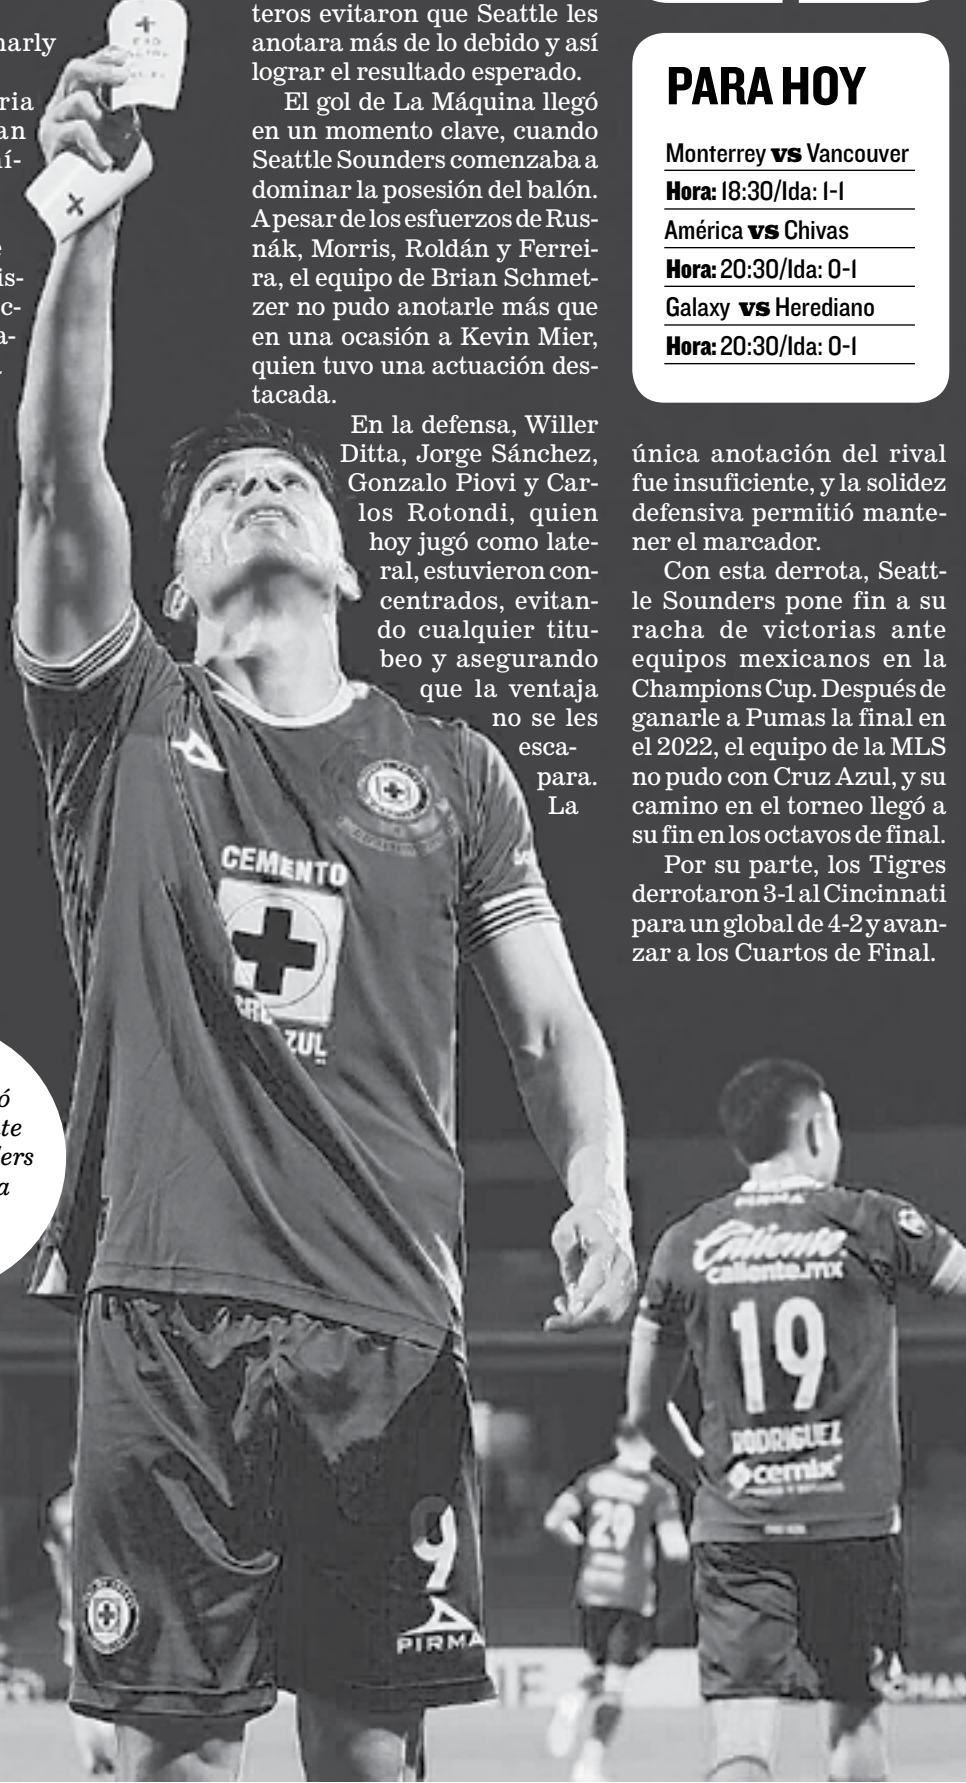 teros evitaron que Seattle les
anotara más de lo debido y así
lograr el resultado esperado.
El gol de La Máquina llegó
en un momento clave, cuando
Seattle Sounders comenzaba a
dominar la posesión del balón.
A pesar de los esfuerzos de Rus-
nák, Morris, Roldán y Ferrei-
ra, el equipo de Brian Schmet-
zer no pudo anotarle más que
en una ocasión a Kevin Mier,
quien tuvo una actuación des-
tacada.
En la defensa, Willer
Ditta, Jorge Sánchez,
Gonzalo Piovi y Car-
los Rotondi, quien
hoy jugó como late-
ral, estuvieron con-
centrados, evitan-
do cualquier titu-
beo y asegurando
que la ventaja
no se les
esca-
para.
La
PARA HOY
Monterrey vs Vancouver
Hora: 18:30/Ida: 1-1
América vs Chivas
Hora: 20:30/Ida: 0-1
Galaxy vs Herediano
Hora: 20:30/Ida: 0-1
única anotación del rival
fue insuficiente, y la solidez
defensiva permitió mante-
ner el marcador.
Con esta derrota, Seatt-
le Sounders pone fin a su
racha de victorias ante
equipos mexicanos en la
Champions Cup. Después de
ganarle a Pumas la final en
el 2022, el equipo de la MLS
no pudo con Cruz Azul, y su
camino en el torneo llegó a
su fin en los octavos de final.
Por su parte, los Tigres
derrotaron 3-1 al Cincinnati
para un global de 4-2 y avan-
zar a los Cuartos de Final.
CEMENTO
CRUZ
AZUL
9
PIRMA
PIRMA
Caliente
caliente.mx
19
RODRIGUEZ
cemix
29